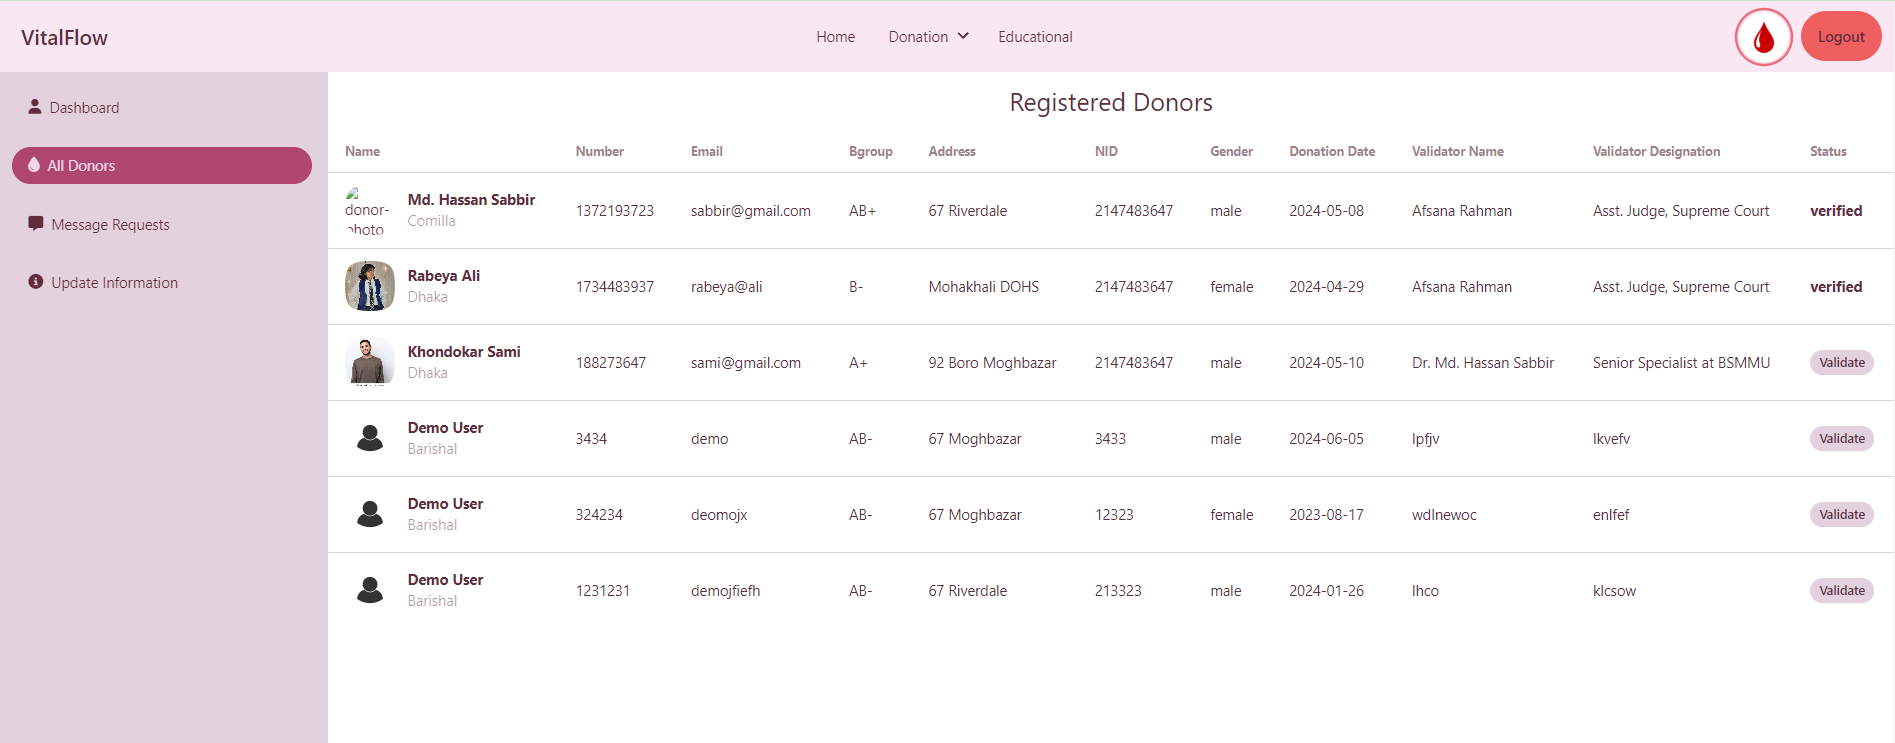 VitalFlow
Home Donation Educational
Logout
Dashboard
All Donors
Message Requests
Update Information
Registered Donors
Name Number Email Bgroup Address NID Gender Donation Date Validator Name Validator Designation Status
donor-photo Md. Hassan Sabbir Comilla 1372193723 sabbir@gmail.com AB+ 67 Riverdale 2147483647 male 2024-05-08 Afsana Rahman Asst. Judge, Supreme Court verified
Rabeya Ali Dhaka 1734483937 rabeya@ali B- Mohakhali DOHS 2147483647 female 2024-04-29 Afsana Rahman Asst. Judge, Supreme Court verified
Khondokar Sami Dhaka 188273647 sami@gmail.com A+ 92 Boro Moghbazar 2147483647 male 2024-05-10 Dr. Md. Hassan Sabbir Senior Specialist at BSMMU Validate
Demo User Barishal 3434 demo AB- 67 Moghbazar 3433 male 2024-06-05 lpfjv lkvefv Validate
Demo User Barishal 324234 deomojx AB- 67 Moghbazar 12323 female 2023-08-17 wdlnewoc enlfef Validate
Demo User Barishal 1231231 demojfiefh AB- 67 Riverdale 213323 male 2024-01-26 lhco klcsow Validate